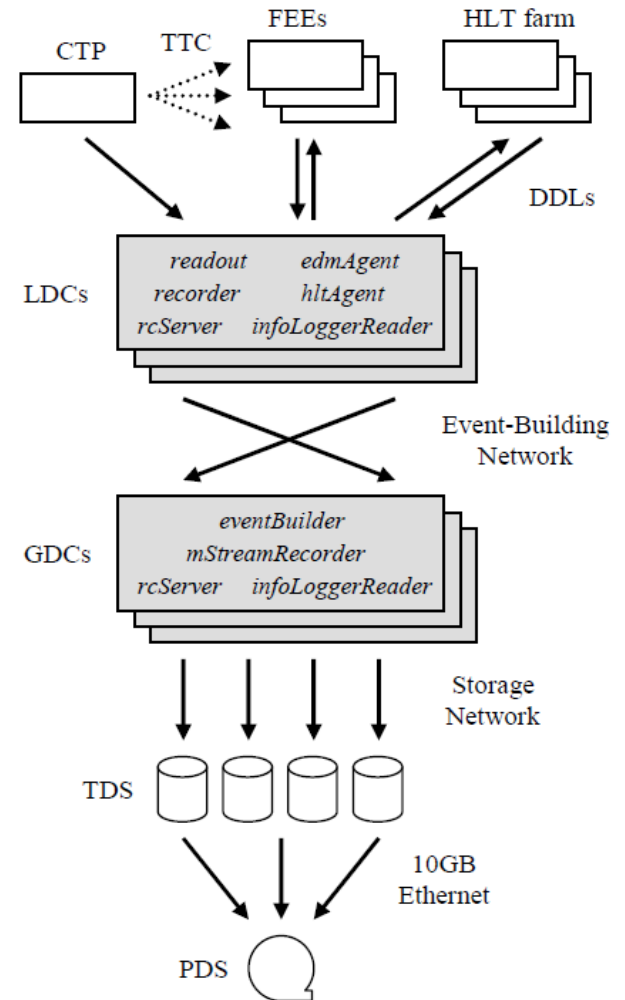 FEEs
HLT farm
CTP
TTC
DDLs
LDCs
readout edmAgent
recorder hltAgent
rcServer infoLoggerReader
Event-Building
Network
GDCs
eventBuilder
mStreamRecorder
rcServer infoLoggerReader
Storage
Network
TDS
10GB
Ethernet
PDS